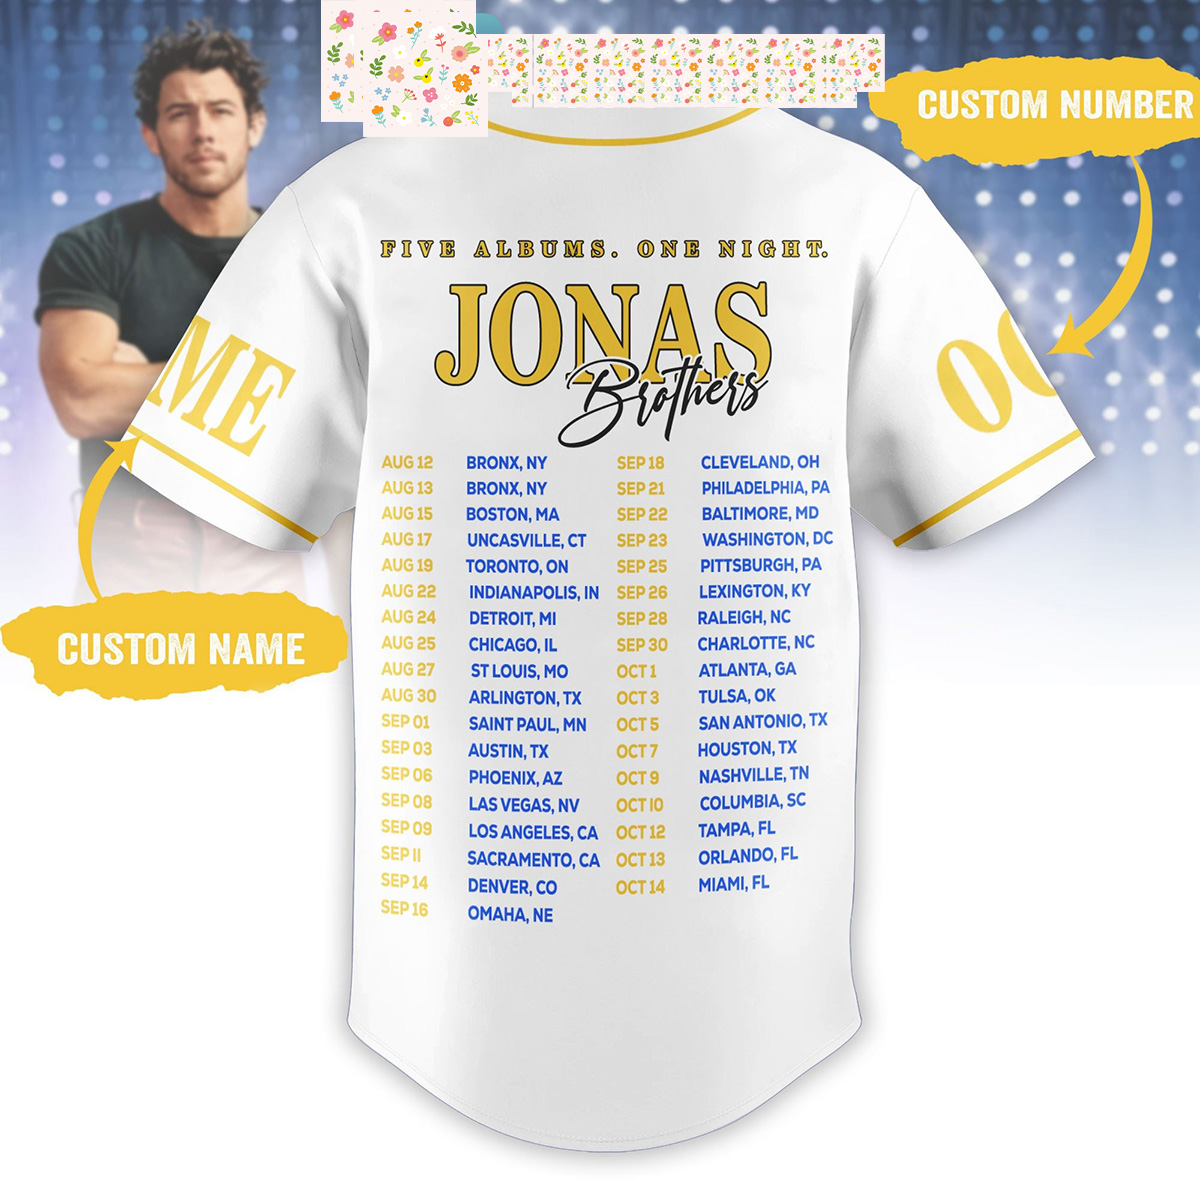 CUSTOM NUMBER
FIVE ALBUMS. ONE NIGHT.
JONAS
Brothers
ME
00
CUSTOM NAME
AUG 12 BRONX, NY SEP 18 CLEVELAND, OH
AUG 13 BRONX, NY SEP 21 PHILADELPHIA, PA
AUG 15 BOSTON, MA SEP 22 BALTIMORE, MD
AUG 17 UNCASVILLE, CT SEP 23 WASHINGTON, DC
AUG 19 TORONTO, ON SEP 25 PITTSBURGH, PA
AUG 22 INDIANAPOLIS, IN SEP 26 LEXINGTON, KY
AUG 24 DETROIT, MI SEP 28 RALEIGH, NC
AUG 25 CHICAGO, IL SEP 30 CHARLOTTE, NC
AUG 27 ST LOUIS, MO OCT 1 ATLANTA, GA
AUG 30 ARLINGTON, TX OCT 3 TULSA, OK
SEP 01 SAINT PAUL, MN OCT 5 SAN ANTONIO, TX
SEP 03 AUSTIN, TX OCT 7 HOUSTON, TX
SEP 06 PHOENIX, AZ OCT 9 NASHVILLE, TN
SEP 08 LAS VEGAS, NV OCT 10 COLUMBIA, SC
SEP 09 LOS ANGELES, CA OCT 12 TAMPA, FL
SEP 11 SACRAMENTO, CA OCT 13 ORLANDO, FL
SEP 14 DENVER, CO OCT 14 MIAMI, FL
SEP 16 OMAHA, NE